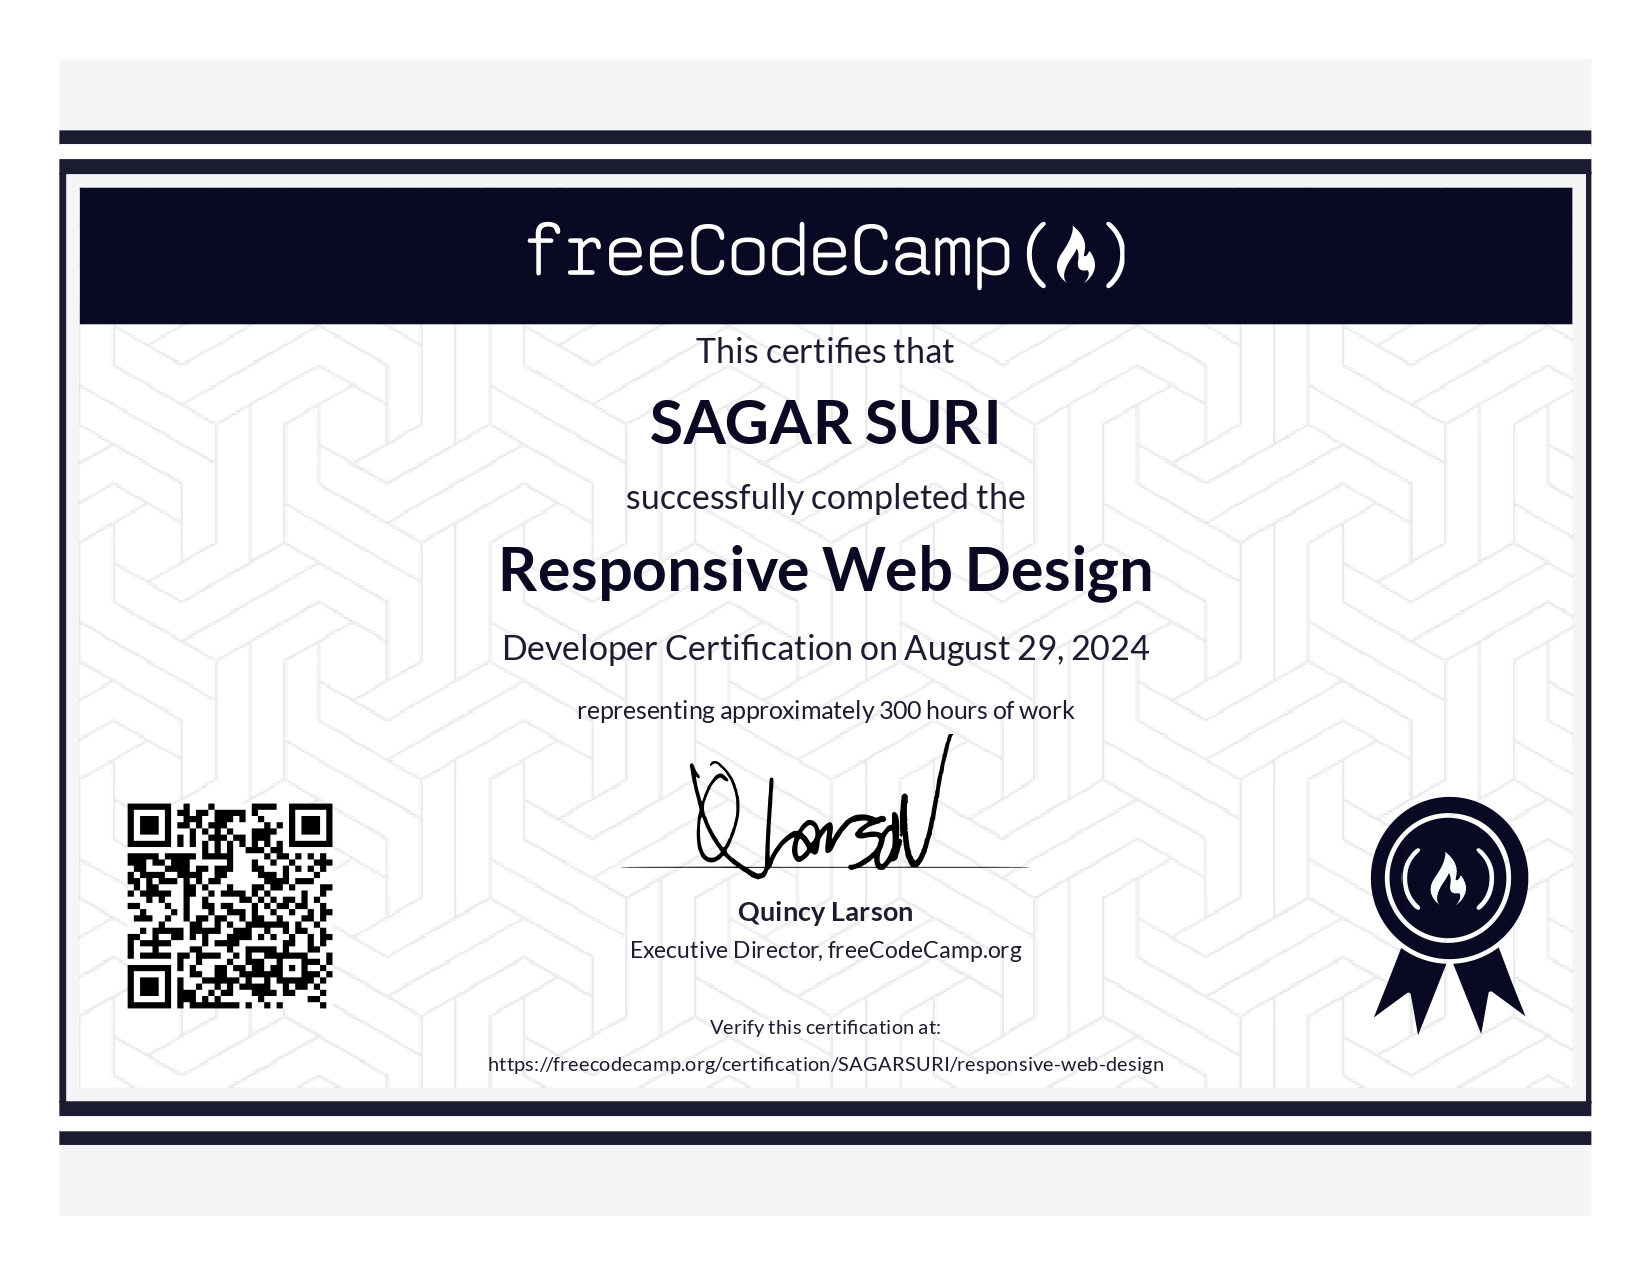 freeCodeCamp
This certifies that
SAGAR SURI
successfully completed the
Responsive Web Design
Developer Certification on August 29, 2024
representing approximately 300 hours of work
Q Larson
Quincy Larson
Executive Director, freeCodeCamp.org
Verify this certification at:
https://freecodecamp.org/certification/SAGARSURI/responsive-web-design